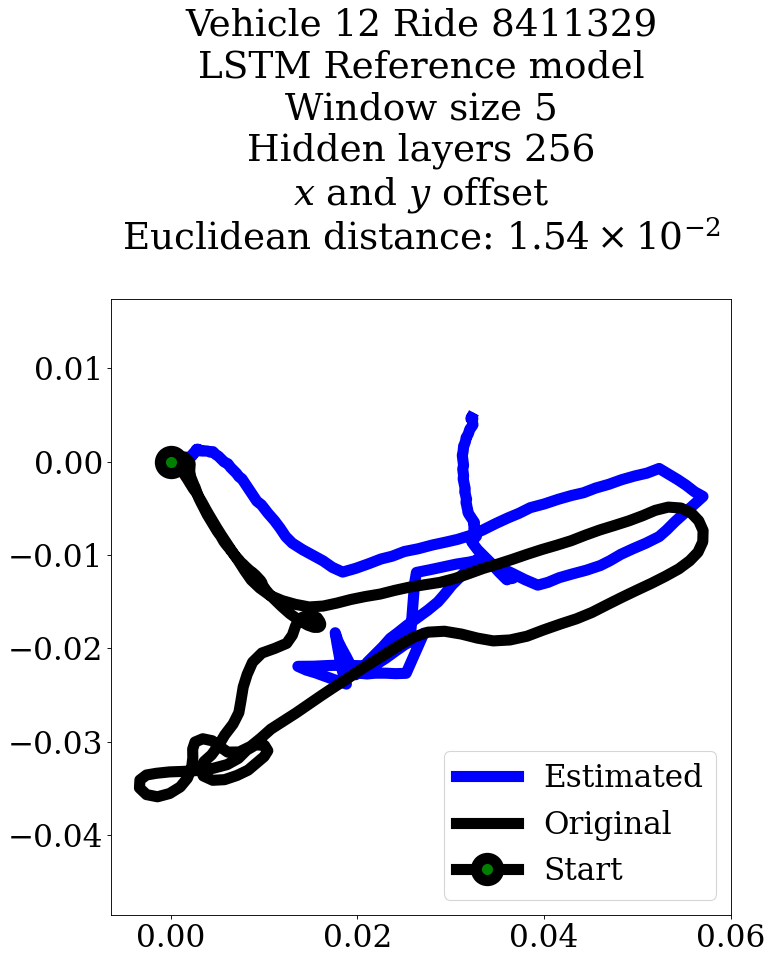 Vehicle 12 Ride 8411329
LSTM Reference model
Window size 5
Hidden layers 256
x and y offset
Euclidean distance: 1.54 × 10⁻²
0.01
0.00
−0.01
−0.02
−0.03
−0.04
Estimated
Original
Start
0.00 0.02 0.04 0.06